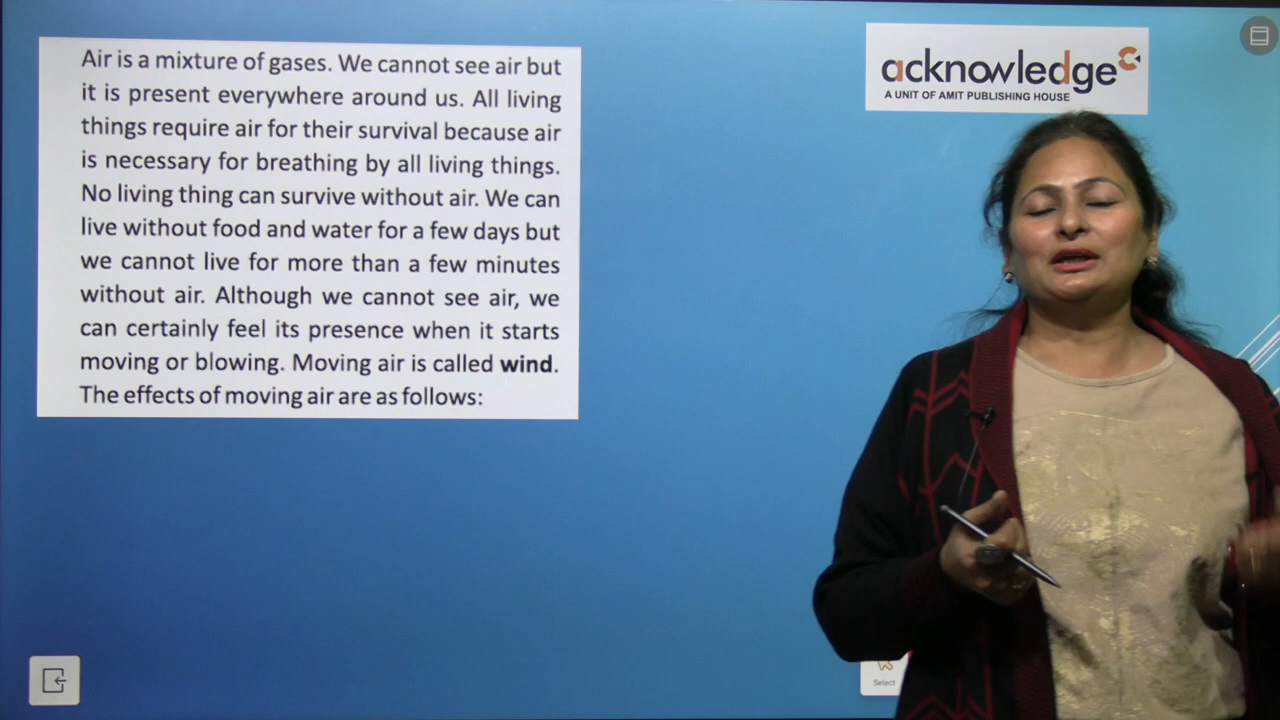 Air is a mixture of gases. We cannot see air but
it is present everywhere around us. All living
things require air for their survival because air
is necessary for breathing by all living things.
No living thing can survive without air. We can
live without food and water for a few days but
we cannot live for more than a few minutes
without air. Although we cannot see air, we
can certainly feel its presence when it starts
moving or blowing. Moving air is called wind.
The effects of moving air are as follows:
acknowledge
A UNIT OF AMIT PUBLISHING HOUSE
Select